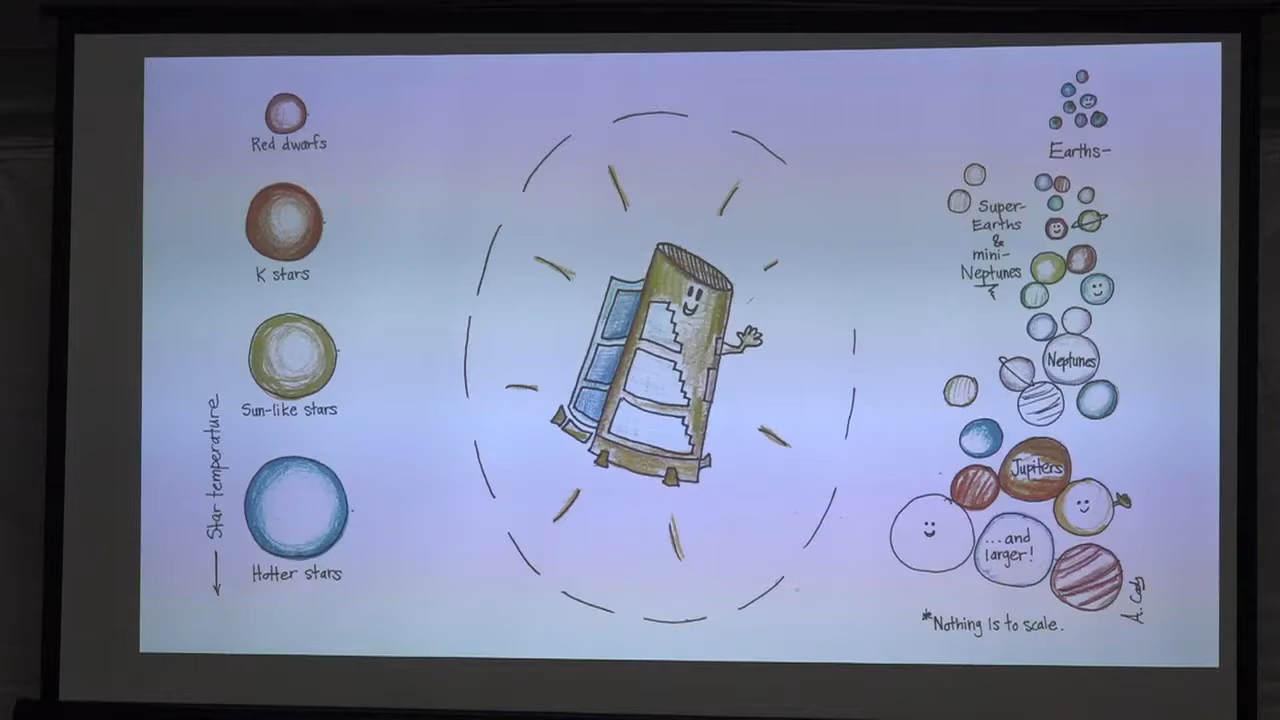 Red dwarfs
K stars
Sun-like stars
Hotter stars
Star temperature
Earths-
Super-
Earths
&
mini-
Neptunes
Neptunes
Jupiters
...and
larger!
*Nothing is to scale.
A. Cody